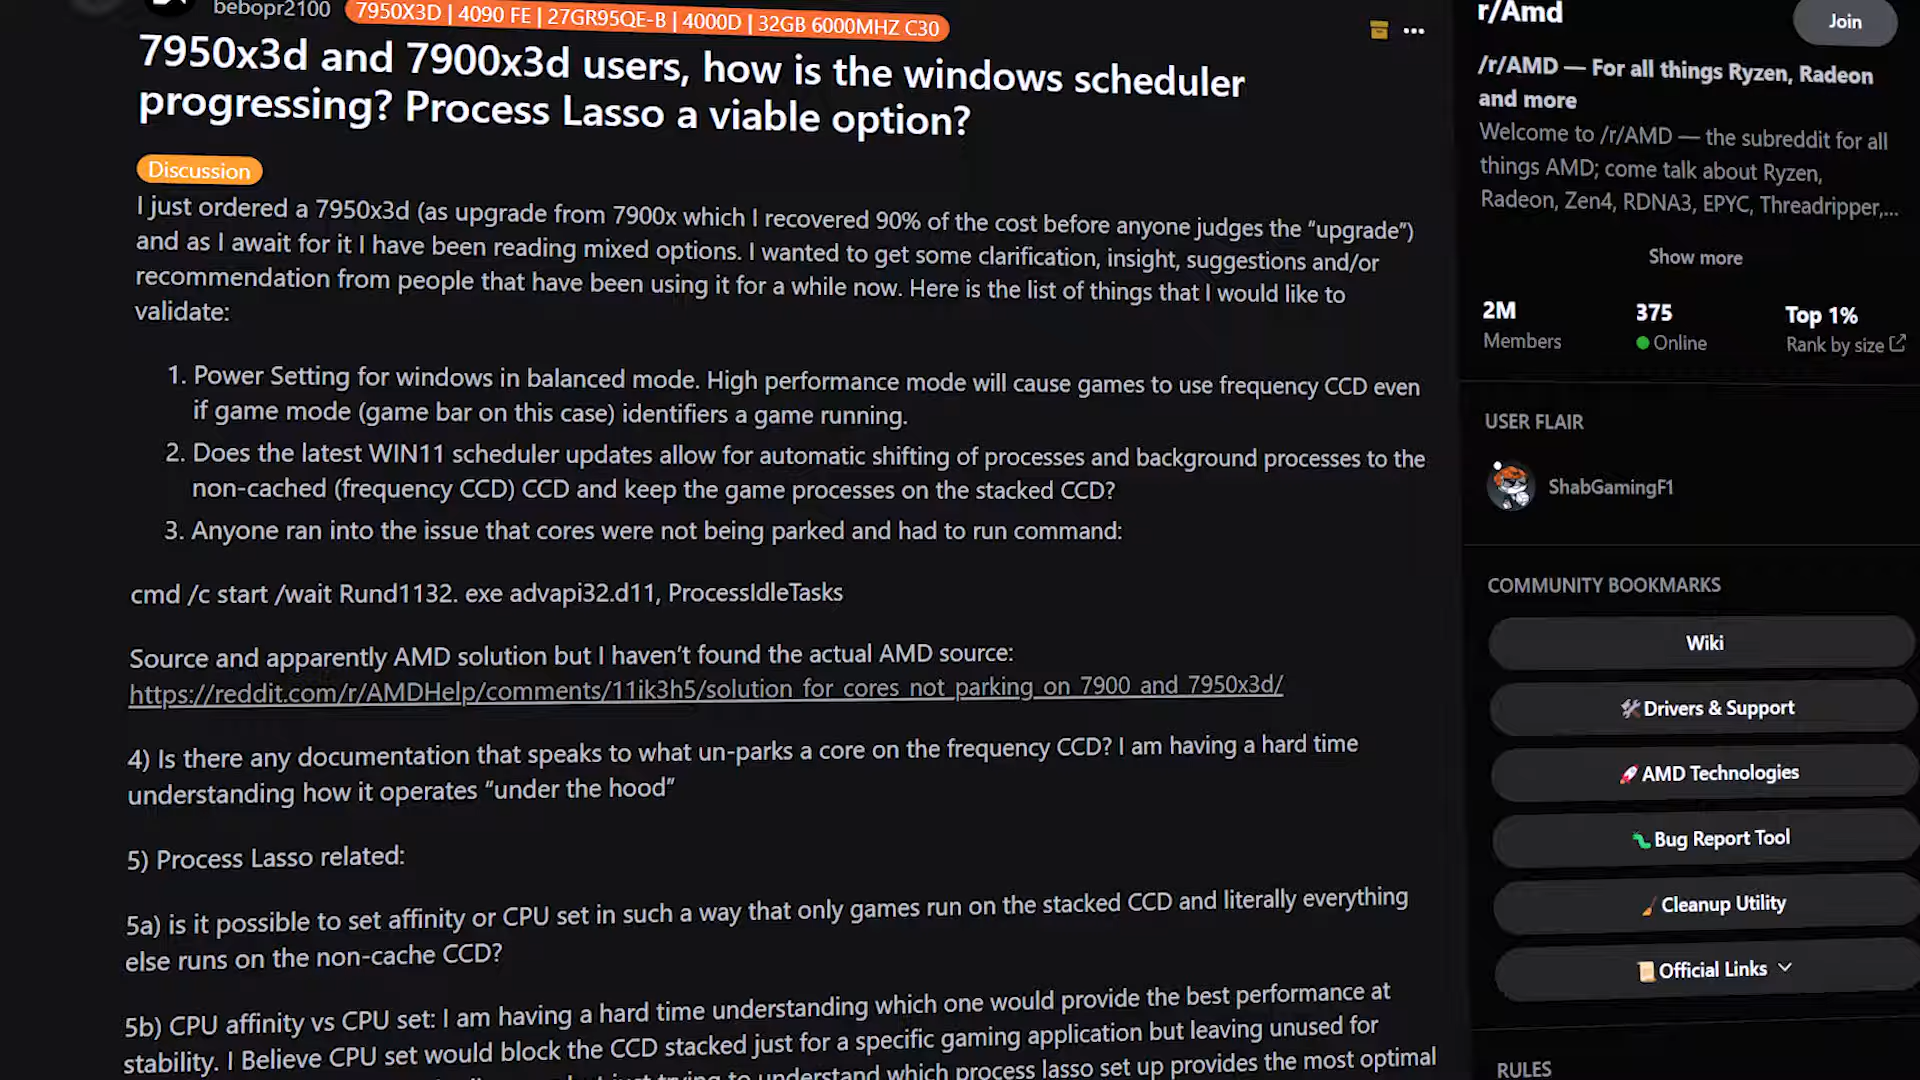 bebopr2100 7950X3D | 4090 FE | 27GR95QE-B | 4000D | 32GB 6000MHZ C30
7950x3d and 7900x3d users, how is the windows scheduler
progressing? Process Lasso a viable option?
Discussion
I just ordered a 7950x3d (as upgrade from 7900x which I recovered 90% of the cost before anyone judges the “upgrade”)
and as I await for it I have been reading mixed options. I wanted to get some clarification, insight, suggestions and/or
recommendation from people that have been using it for a while now. Here is the list of things that I would like to
validate:
1. Power Setting for windows in balanced mode. High performance mode will cause games to use frequency CCD even
if game mode (game bar on this case) identifiers a game running.
2. Does the latest WIN11 scheduler updates allow for automatic shifting of processes and background processes to the
non-cached (frequency CCD) CCD and keep the game processes on the stacked CCD?
3. Anyone ran into the issue that cores were not being parked and had to run command:
cmd /c start /wait Rund1132. exe advapi32.d11, ProcessIdleTasks
Source and apparently AMD solution but I haven’t found the actual AMD source:
https://reddit.com/r/AMDHelp/comments/11ik3h5/solution_for_cores_not_parking_on_7900_and_7950x3d/
4) Is there any documentation that speaks to what un-parks a core on the frequency CCD? I am having a hard time
understanding how it operates “under the hood”
5) Process Lasso related:
5a) is it possible to set affinity or CPU set in such a way that only games run on the stacked CCD and literally everything
else runs on the non-cache CCD?
5b) CPU affinity vs CPU set: I am having a hard time understanding which one would provide the best performance at
stability. I Believe CPU set would block the CCD stacked just for a specific gaming application but leaving unused for
just trying to understand which process lasso set up provides the most optimal
r/Amd
Join
/r/AMD — For all things Ryzen, Radeon
and more
Welcome to /r/AMD — the subreddit for all
things AMD; come talk about Ryzen,
Radeon, Zen4, RDNA3, EPYC, Threadripper,...
Show more
2M 375 Top 1%
Members Online Rank by size
USER FLAIR
ShabGamingF1
COMMUNITY BOOKMARKS
Wiki
Drivers & Support
AMD Technologies
Bug Report Tool
Cleanup Utility
Official Links
RULES